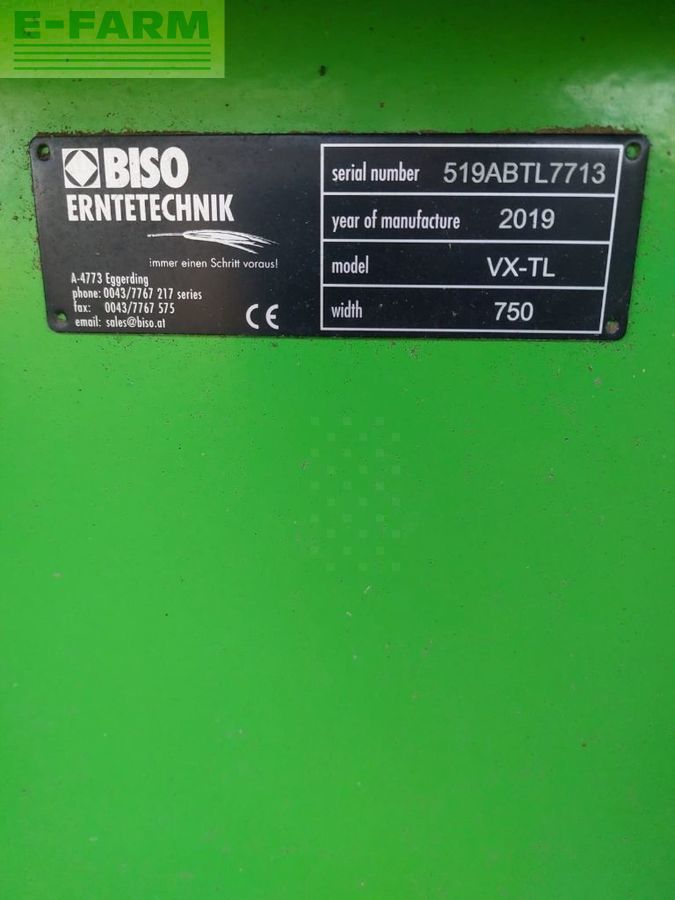 E-FARM
BISO
ERNTETECHNIK
immer einen Schritt voraus!
A-4773 Eggerding
phone: 0043/7767 217 series
fax: 0043/7767 575
email: sales@biso.at
CE
serial number 519ABTL7713
year of manufacture 2019
model VX-TL
width 750